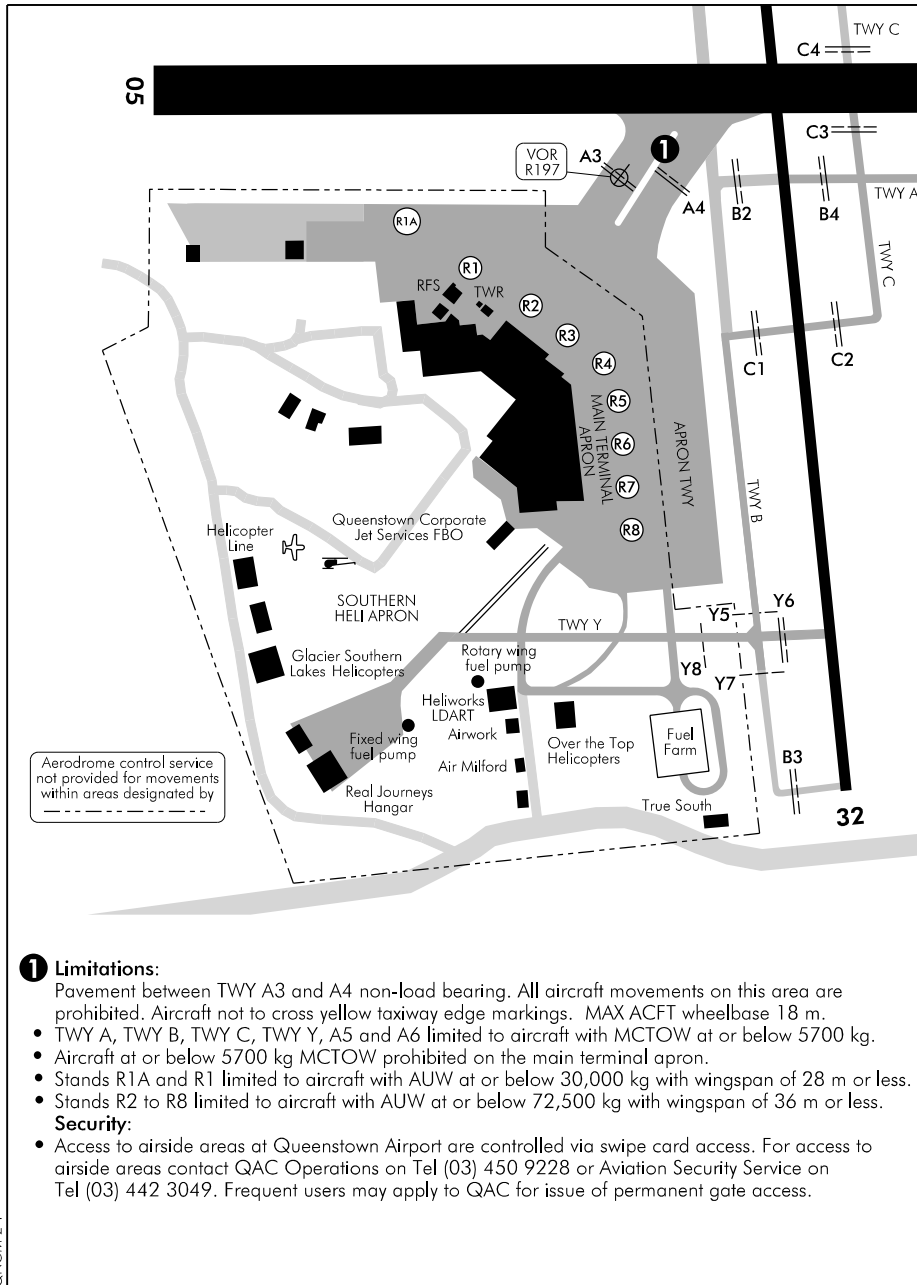 TWY C
C4
05
C3
VOR
R197
A3
1
A4
B2
B4
TWY A
R1A
TWY C
R1
RFS
TWR
R2
R3
R4
C1
C2
R5
MAIN TERMINAL
APRON
R6
APRON TWY
R7
TWY B
Queenstown Corporate
Jet Services FBO
R8
Helicopter
Line
SOUTHERN
HELI APRON
TWY Y
Y5
Y6
Glacier Southern
Lakes Helicopters
Rotary wing
fuel pump
Y8
Y7
Heliworks
LDART
Fixed wing
fuel pump
Airwork
Over the Top
Helicopters
Fuel
Farm
B3
Air Milford
Real Journeys
Hangar
True South
32
Aerodrome control service
not provided for movements
within areas designated by
1 Limitations:
Pavement between TWY A3 and A4 non-load bearing. All aircraft movements on this area are
prohibited. Aircraft not to cross yellow taxiway edge markings. MAX ACFT wheelbase 18 m.
• TWY A, TWY B, TWY C, TWY Y, A5 and A6 limited to aircraft with MCTOW at or below 5700 kg.
• Aircraft at or below 5700 kg MCTOW prohibited on the main terminal apron.
• Stands R1A and R1 limited to aircraft with AUW at or below 30,000 kg with wingspan of 28 m or less.
• Stands R2 to R8 limited to aircraft with AUW at or below 72,500 kg with wingspan of 36 m or less.
Security:
• Access to airside areas at Queenstown Airport are controlled via swipe card access. For access to
airside areas contact QAC Operations on Tel (03) 450 9228 or Aviation Security Service on
Tel (03) 442 3049. Frequent users may apply to QAC for issue of permanent gate access.